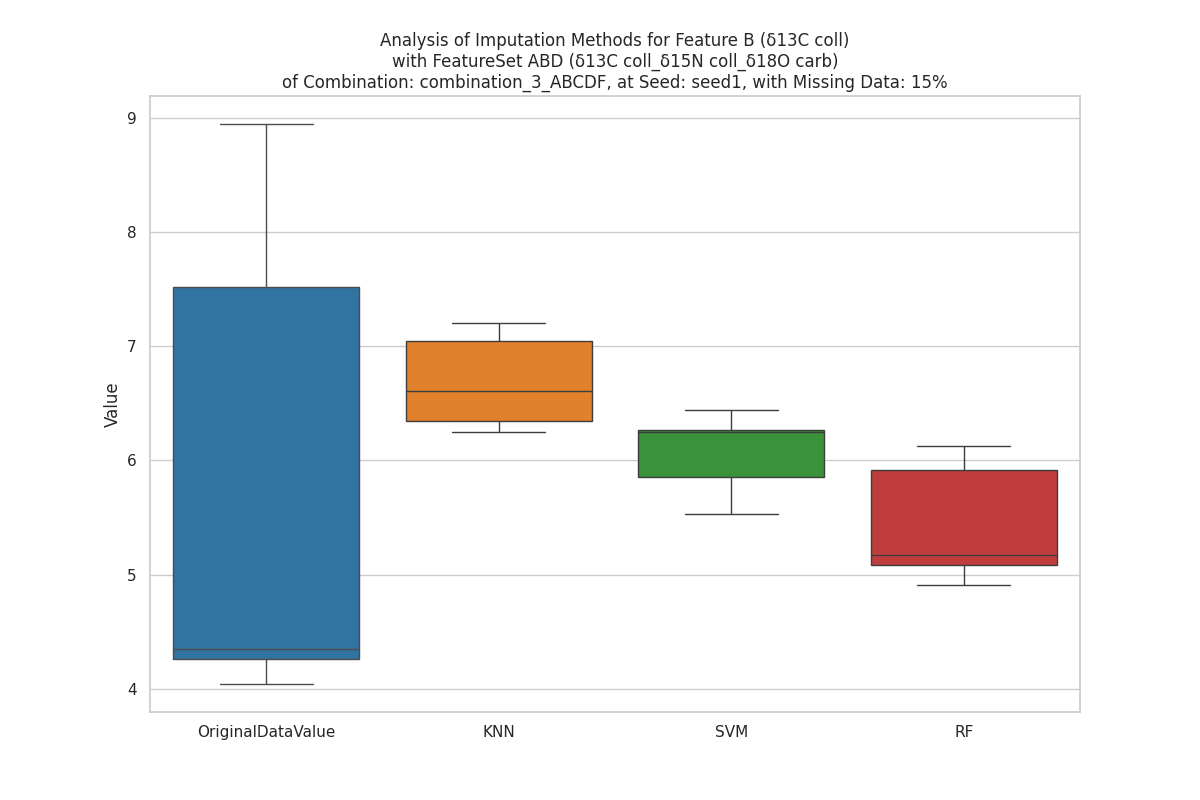 Analysis of Imputation Methods for Feature B (δ13C coll)
with FeatureSet ABD (δ13C coll_δ15N coll_δ18O carb)
of Combination: combination_3_ABCDF, at Seed: seed1, with Missing Data: 15%
9
8
7
6
5
4
Value
OriginalDataValue KNN SVM RF